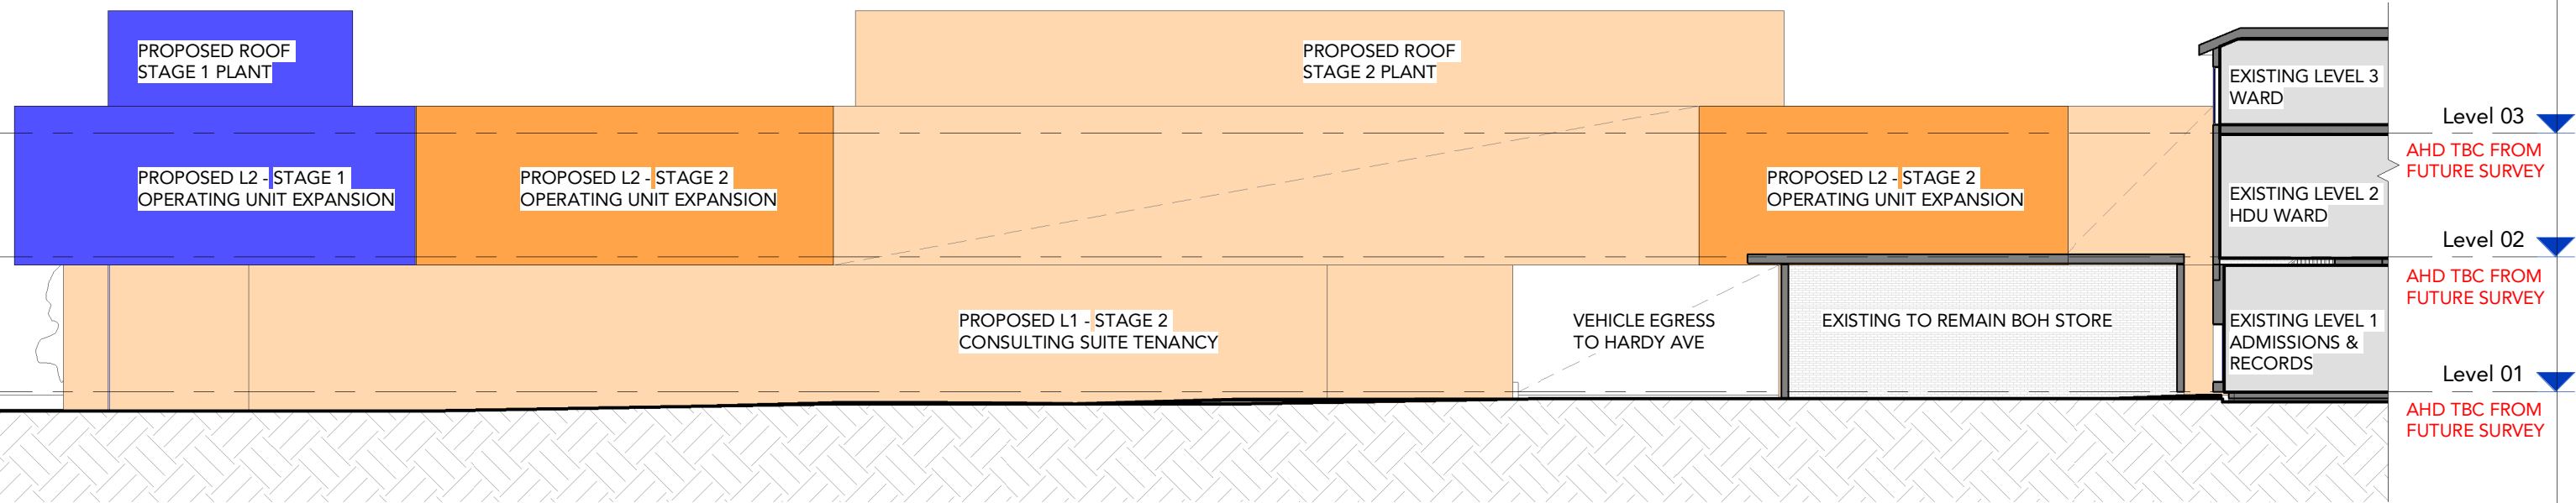 PROPOSED ROOF
STAGE 1 PLANT
PROPOSED ROOF
STAGE 2 PLANT
EXISTING LEVEL 3
WARD
Level 03
AHD TBC FROM
FUTURE SURVEY
PROPOSED L2 - STAGE 1
OPERATING UNIT EXPANSION
PROPOSED L2 - STAGE 2
OPERATING UNIT EXPANSION
PROPOSED L2 - STAGE 2
OPERATING UNIT EXPANSION
EXISTING LEVEL 2
HDU WARD
Level 02
AHD TBC FROM
FUTURE SURVEY
PROPOSED L1 - STAGE 2
CONSULTING SUITE TENANCY
VEHICLE EGRESS
TO HARDY AVE
EXISTING TO REMAIN BOH STORE
EXISTING LEVEL 1
ADMISSIONS &
RECORDS
Level 01
AHD TBC FROM
FUTURE SURVEY